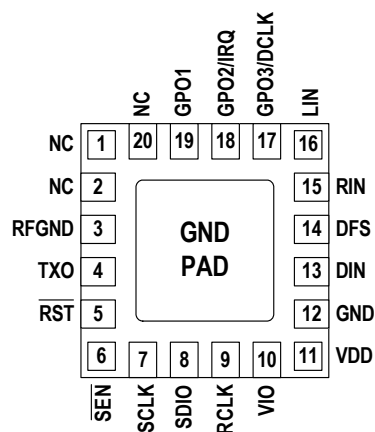 NC
GPO1
GPO2/IRQ
GPO3/DCLK
LIN
20
19
18
17
16
NC 1
NC 2
RFGND 3
TXO 4
RST 5
6
GND
PAD
15 RIN
14 DFS
13 DIN
12 GND
11 VDD
7
8
9
10
SEN
SCLK
SDIO
RCLK
VIO